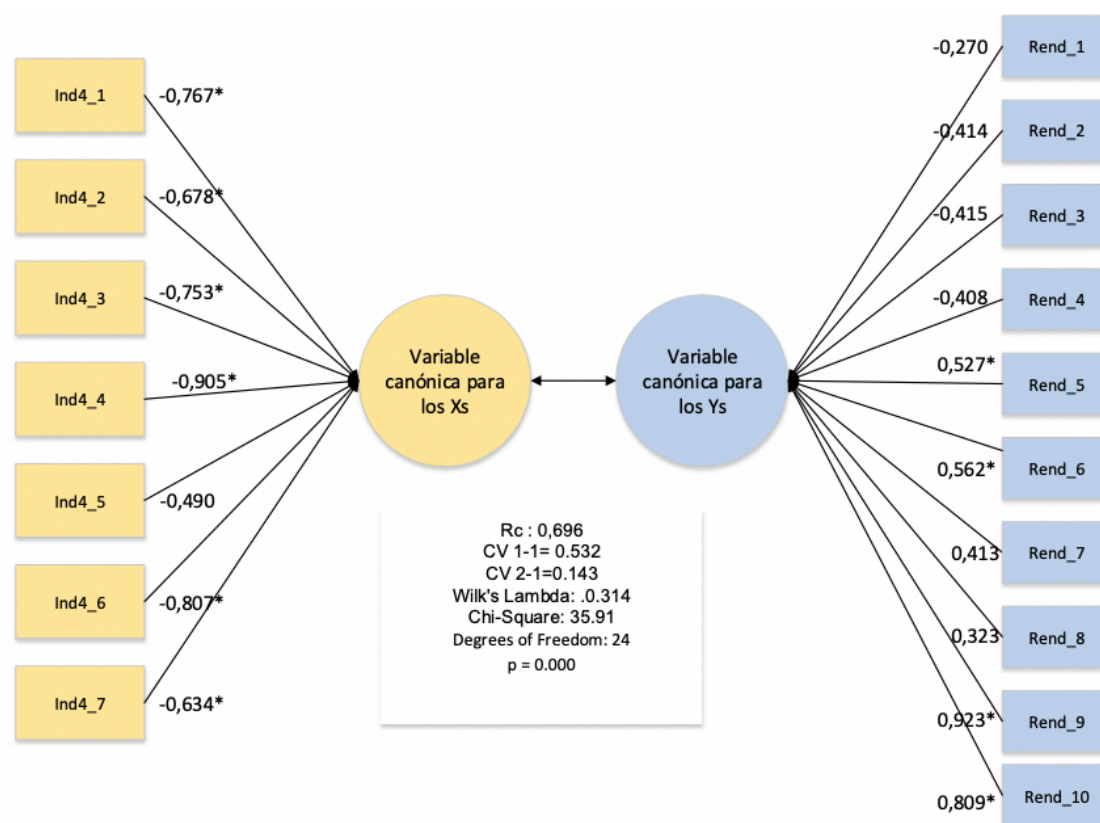 Ind4_1
-0,767*
Ind4_2
-0,678*
Ind4_3
-0,753*
Ind4_4
-0,905*
Ind4_5
-0,490
Ind4_6
-0,807*
Ind4_7
-0,634*
Variable
canónica para
los Xs
Variable
canónica para
los Ys
Rc : 0,696
CV 1-1= 0.532
CV 2-1=0.143
Wilk's Lambda: .0.314
Chi-Square: 35.91
Degrees of Freedom: 24
p = 0.000
-0,270
Rend_1
-0,414
Rend_2
-0,415
Rend_3
-0,408
Rend_4
0,527*
Rend_5
0,562*
Rend_6
0,413
Rend_7
0,323
Rend_8
0,923*
Rend_9
0,809*
Rend_10